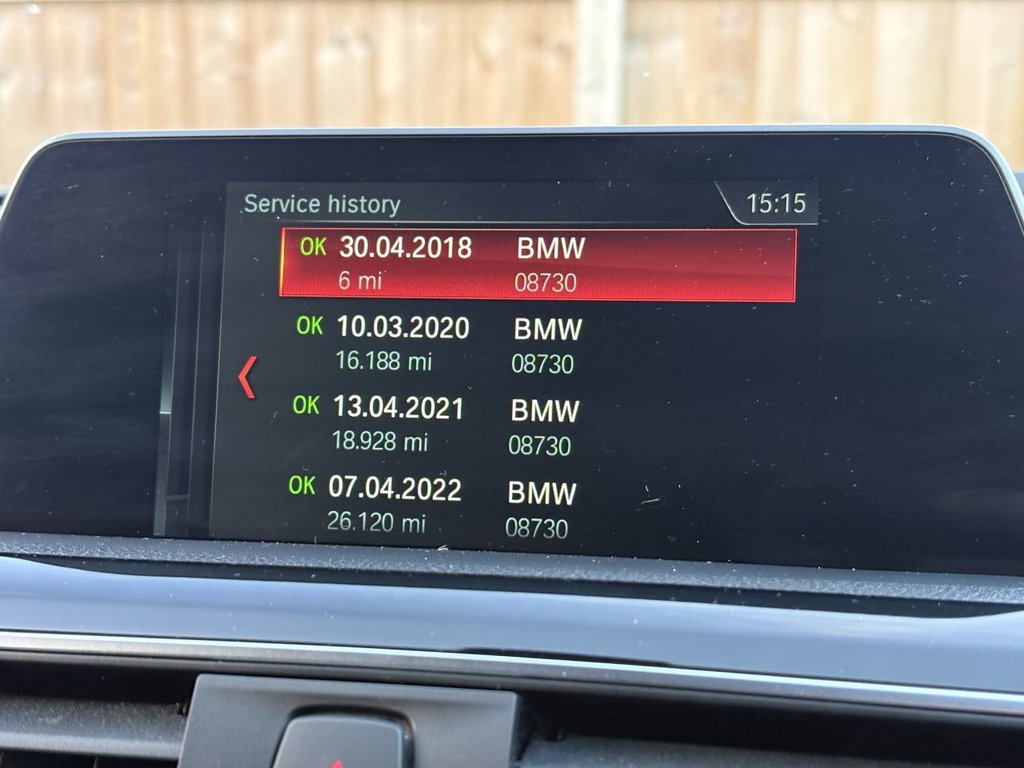 Service history 15:15
OK 30.04.2018 BMW
6 mi 08730
OK 10.03.2020 BMW
16.188 mi 08730
OK 13.04.2021 BMW
18.928 mi 08730
OK 07.04.2022 BMW
26.120 mi 08730